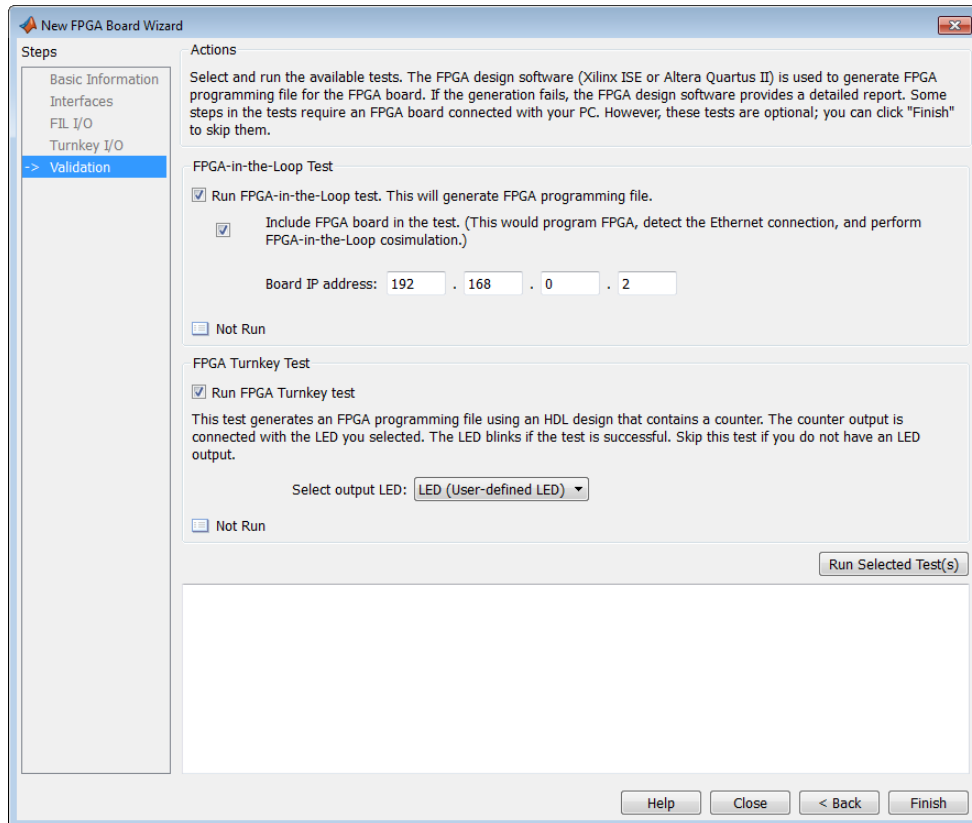 New FPGA Board Wizard
Steps
Basic Information
Interfaces
FIL I/O
Turnkey I/O
-> Validation
Actions
Select and run the available tests. The FPGA design software (Xilinx ISE or Altera Quartus II) is used to generate FPGA
programming file for the FPGA board. If the generation fails, the FPGA design software provides a detailed report. Some
steps in the tests require an FPGA board connected with your PC. However, these tests are optional; you can click "Finish"
to skip them.
FPGA-in-the-Loop Test
Run FPGA-in-the-Loop test. This will generate FPGA programming file.
Include FPGA board in the test. (This would program FPGA, detect the Ethernet connection, and perform
FPGA-in-the-Loop cosimulation.)
Board IP address: 192 . 168 . 0 . 2
Not Run
FPGA Turnkey Test
Run FPGA Turnkey test
This test generates an FPGA programming file using an HDL design that contains a counter. The counter output is
connected with the LED you selected. The LED blinks if the test is successful. Skip this test if you do not have an LED
output.
Select output LED: LED (User-defined LED)
Not Run
Run Selected Test(s)
Help Close < Back Finish